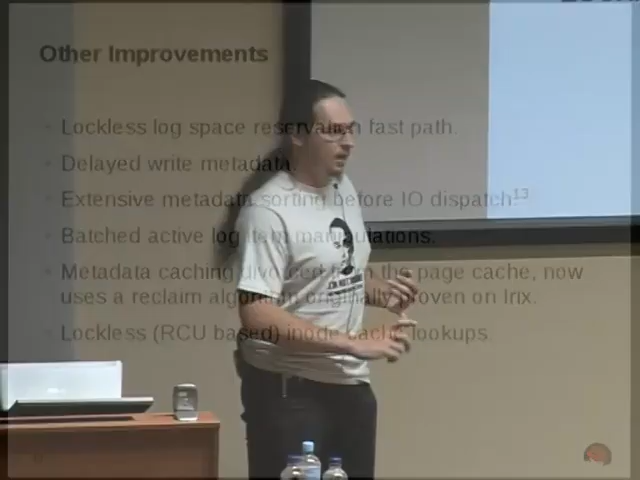 Other Improvements
Lockless log space reservation fast path.
Delayed write metadata.
Extensive metadata sorting before IO dispatch13
Batched active log item manipulations.
Metadata caching divorced from the page cache, now
uses a reclaim algorithm originally proven on Irix.
Lockless (RCU based) inode cache lookups.